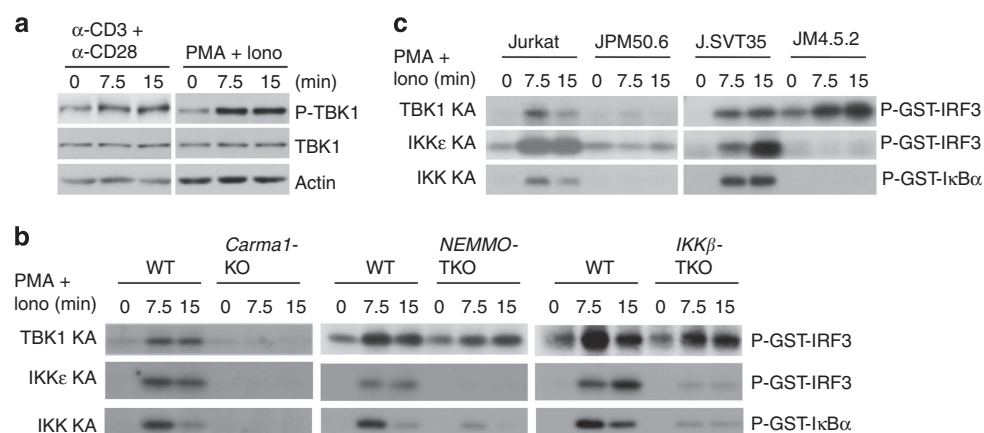 a
α-CD3 +
α-CD28 PMA + Iono
0 7.5 15 0 7.5 15 (min)
P-TBK1
TBK1
Actin
c
Jurkat JPM50.6 J.SVT35 JM4.5.2
PMA +
Iono (min) 0 7.5 15 0 7.5 15 0 7.5 15 0 7.5 15
TBK1 KA P-GST-IRF3
IKKε KA P-GST-IRF3
IKK KA P-GST-IκBα
b
Carma1- NEMMO- IKKβ-
WT KO WT TKO WT TKO
PMA +
Iono (min) 0 7.5 15 0 7.5 15 0 7.5 15 0 7.5 15 0 7.5 15 0 7.5 15
TBK1 KA P-GST-IRF3
IKKε KA P-GST-IRF3
IKK KA P-GST-IκBα